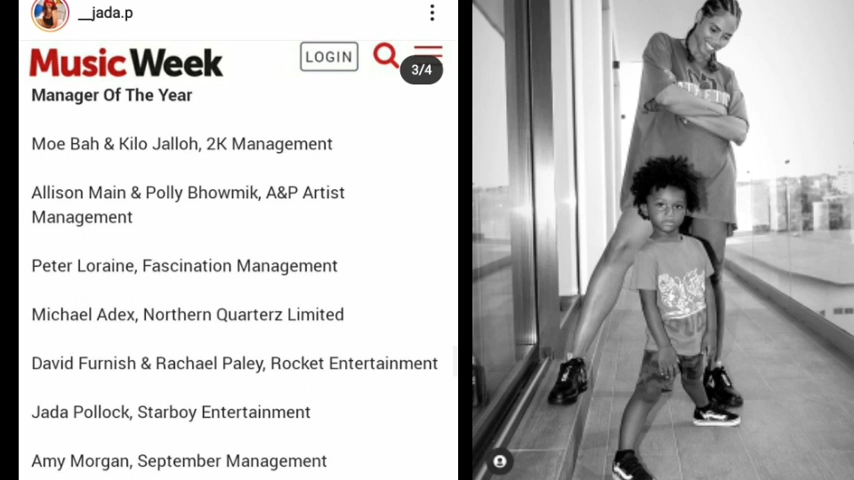 __jada.p
Music Week
LOGIN
3/4
Manager Of The Year
Moe Bah & Kilo Jalloh, 2K Management
Allison Main & Polly Bhowmik, A&P Artist
Management
Peter Loraine, Fascination Management
Michael Adex, Northern Quarterz Limited
David Furnish & Rachael Paley, Rocket Entertainment
Jada Pollock, Starboy Entertainment
Amy Morgan, September Management